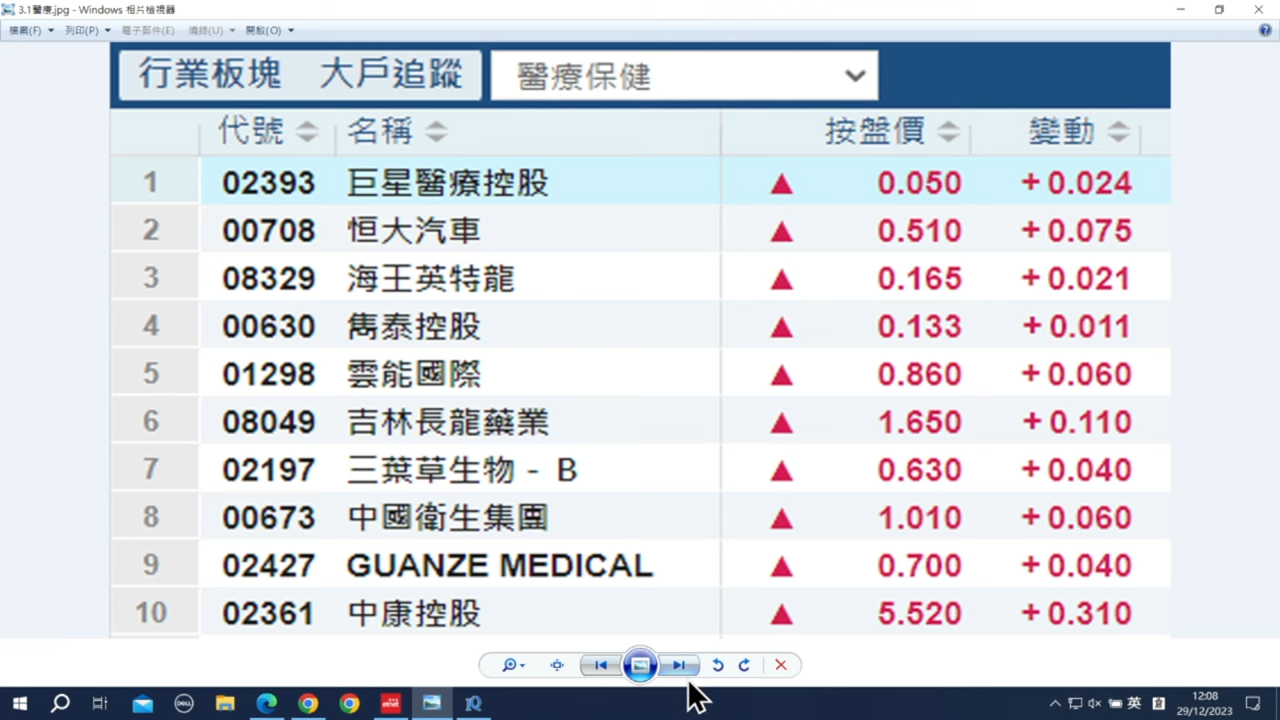 3.1醫療.jpg - Windows 相片檢視器
檔案(F) 列印(P) 電子郵件(E) 燒錄(U) 開啟(O)
行業板塊 大戶追蹤 醫療保健
代號 名稱 按盤價 變動
1 02393 巨星醫療控股 ▲ 0.050 +0.024
2 00708 恒大汽車 ▲ 0.510 +0.075
3 08329 海王英特龍 ▲ 0.165 +0.021
4 00630 雋泰控股 ▲ 0.133 +0.011
5 01298 雲能國際 ▲ 0.860 +0.060
6 08049 吉林長龍藥業 ▲ 1.650 +0.110
7 02197 三葉草生物－B ▲ 0.630 +0.040
8 00673 中國衛生集團 ▲ 1.010 +0.060
9 02427 GUANZE MEDICAL ▲ 0.700 +0.040
10 02361 中康控股 ▲ 5.520 +0.310
DELL etnet IQ 英 12:08
29/12/2023